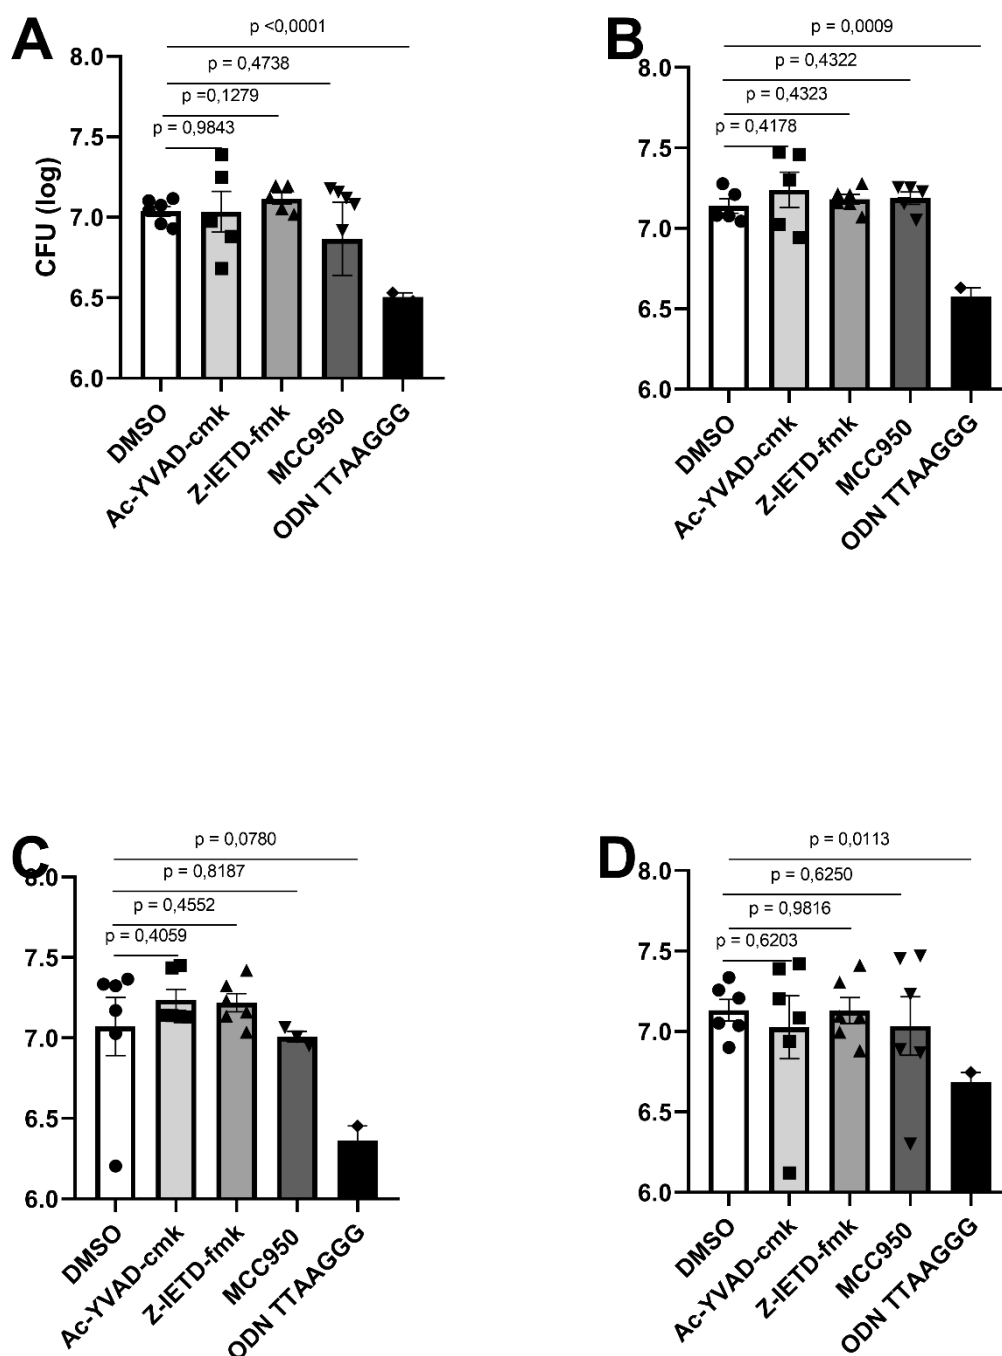 A
p <0,0001
p = 0,4738
p =0,1279
p = 0,9843
CFU (log)
8.0
7.5
7.0
6.5
6.0
DMSO
Ac-YVAD-cmk
Z-IETD-fmk
MCC950
ODN TTAAGGG
B
p = 0,0009
p = 0,4322
p = 0,4323
p = 0,4178
8.0
7.5
7.0
6.5
6.0
DMSO
Ac-YVAD-cmk
Z-IETD-fmk
MCC950
ODN TTAAGGG
C
p = 0,0780
p = 0,8187
p = 0,4552
p = 0,4059
8.0
7.5
7.0
6.5
6.0
DMSO
Ac-YVAD-cmk
Z-IETD-fmk
MCC950
ODN TTAAGGG
D
p = 0,0113
p = 0,6250
p = 0,9816
p = 0,6203
8.0
7.5
7.0
6.5
6.0
DMSO
Ac-YVAD-cmk
Z-IETD-fmk
MCC950
ODN TTAAGGG